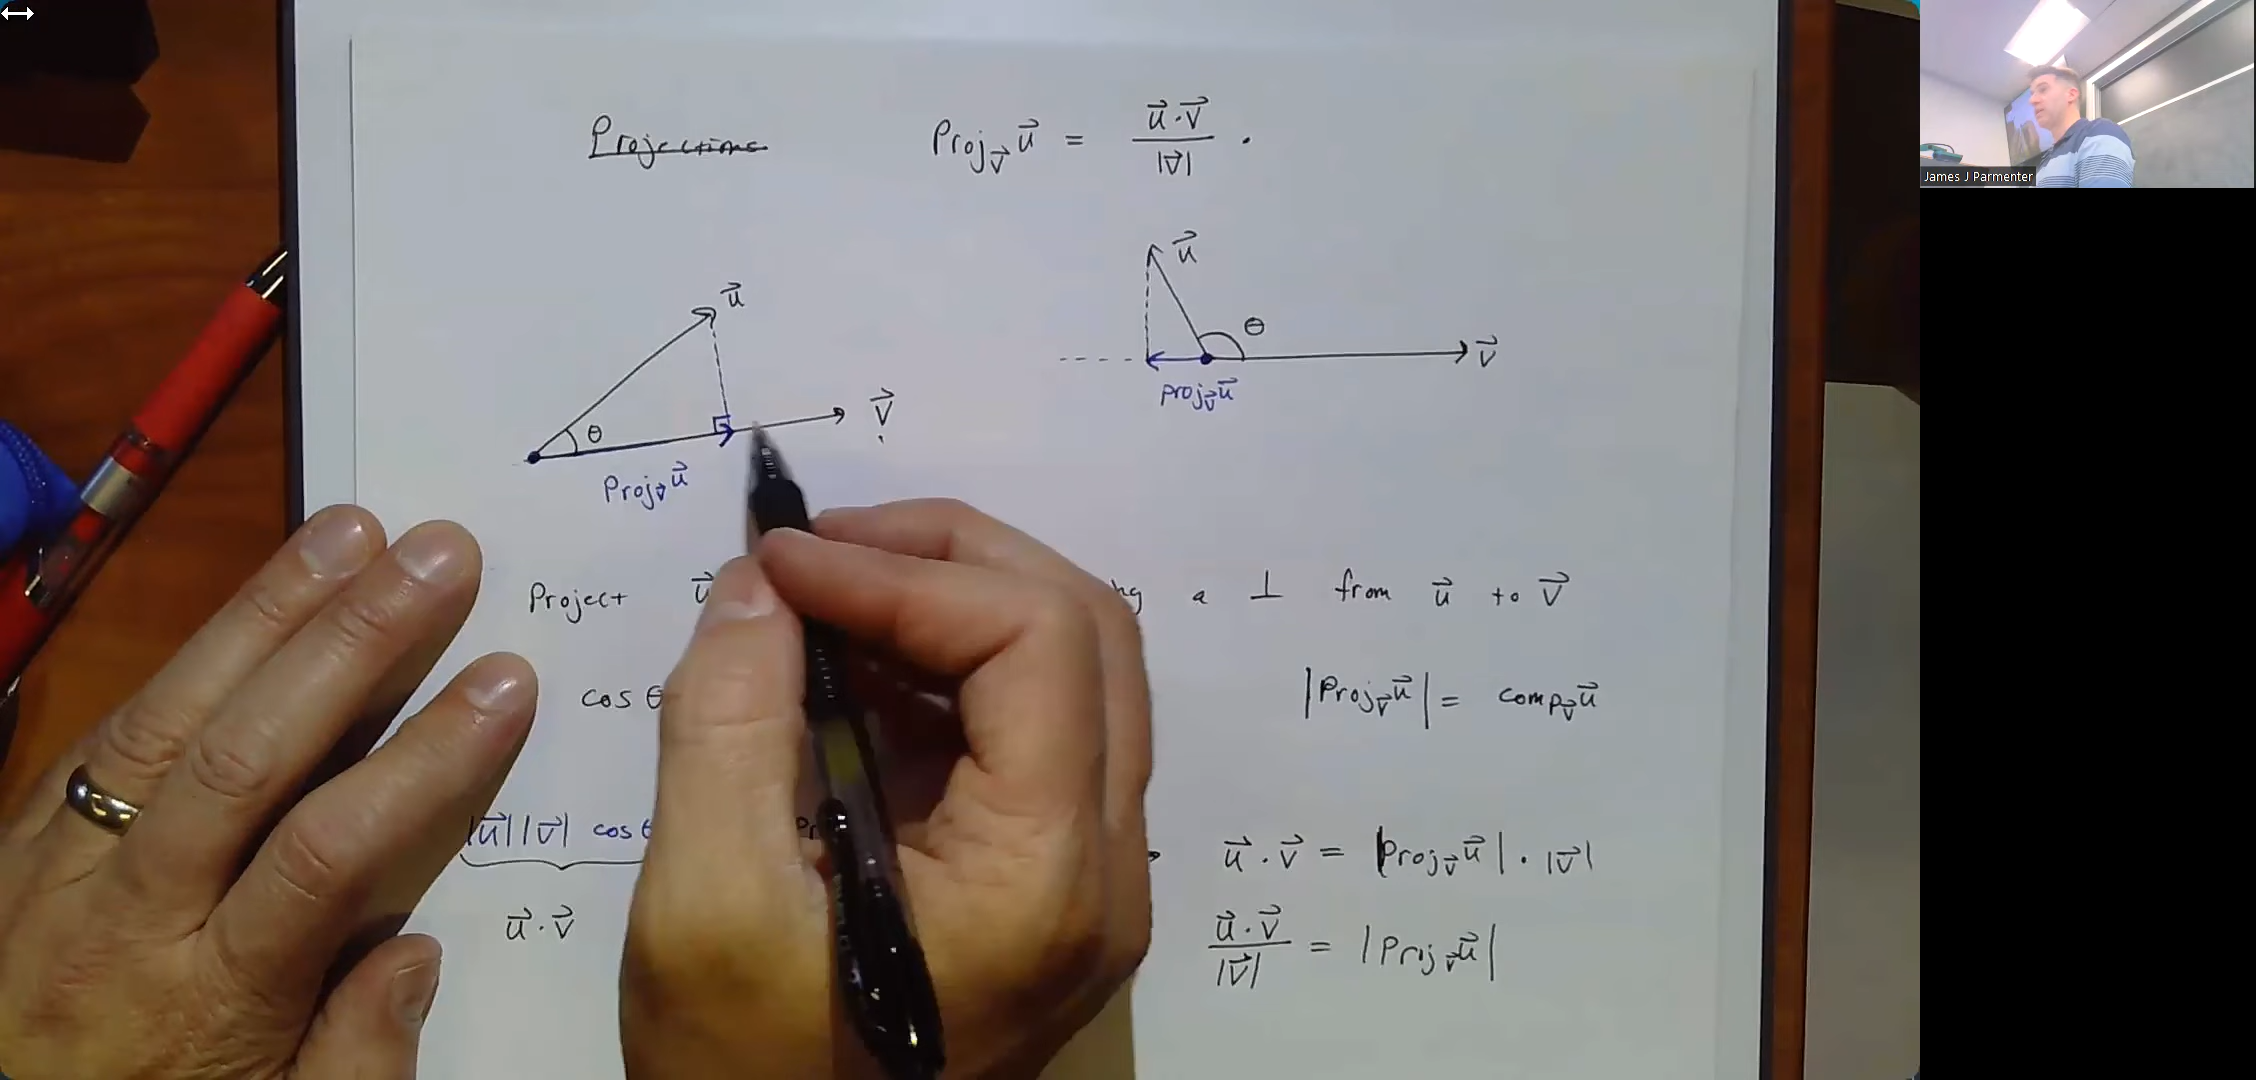 Projections
Proj_v⃗ u⃗ = u⃗·v⃗ / |v⃗| ·
u⃗
θ
v⃗
Proj_v⃗ u⃗
u⃗
θ
v⃗
proj_v⃗ u⃗
Project u⃗ a ⊥ from u⃗ to v⃗
cos θ
|Proj_v⃗ u⃗| = comp_v⃗ u⃗
|u⃗||v⃗| cos θ
u⃗·v⃗
u⃗·v⃗ = |Proj_v⃗ u⃗| · |v⃗|
u⃗·v⃗ / |v⃗| = |Proj_v⃗ u⃗|
James J Parmenter